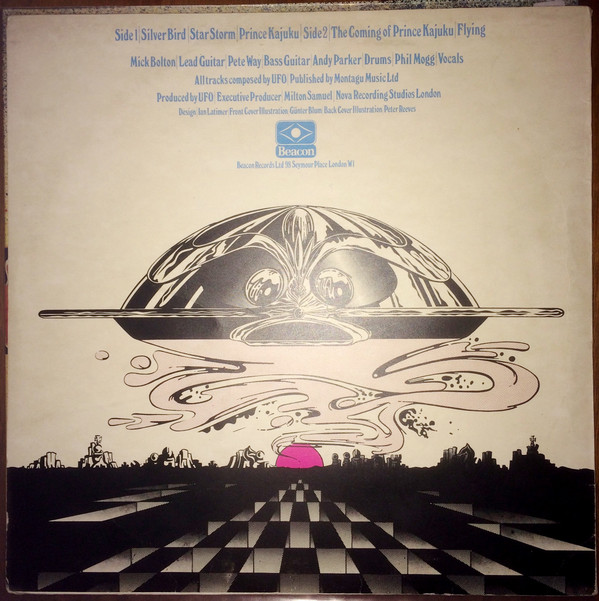 Side 1|Silver Bird|Star Storm|Prince Kajuku|Side 2|The Coming of Prince Kajuku|Flying
Mick Bolton|Lead Guitar|Pete Way|Bass Guitar|Andy Parker|Drums|Phil Mogg|Vocals
All tracks composed by UFO|Published by Montagu Music Ltd
Produced by UFO|Executive Producer|Milton Samuel|Nova Recording Studios London
Design|Jon Latimer|Front Cover Illustration|Günter Blum|Back Cover Illustration|Peter Reeves
Beacon
Beacon Records Ltd 98 Seymour Place London W1